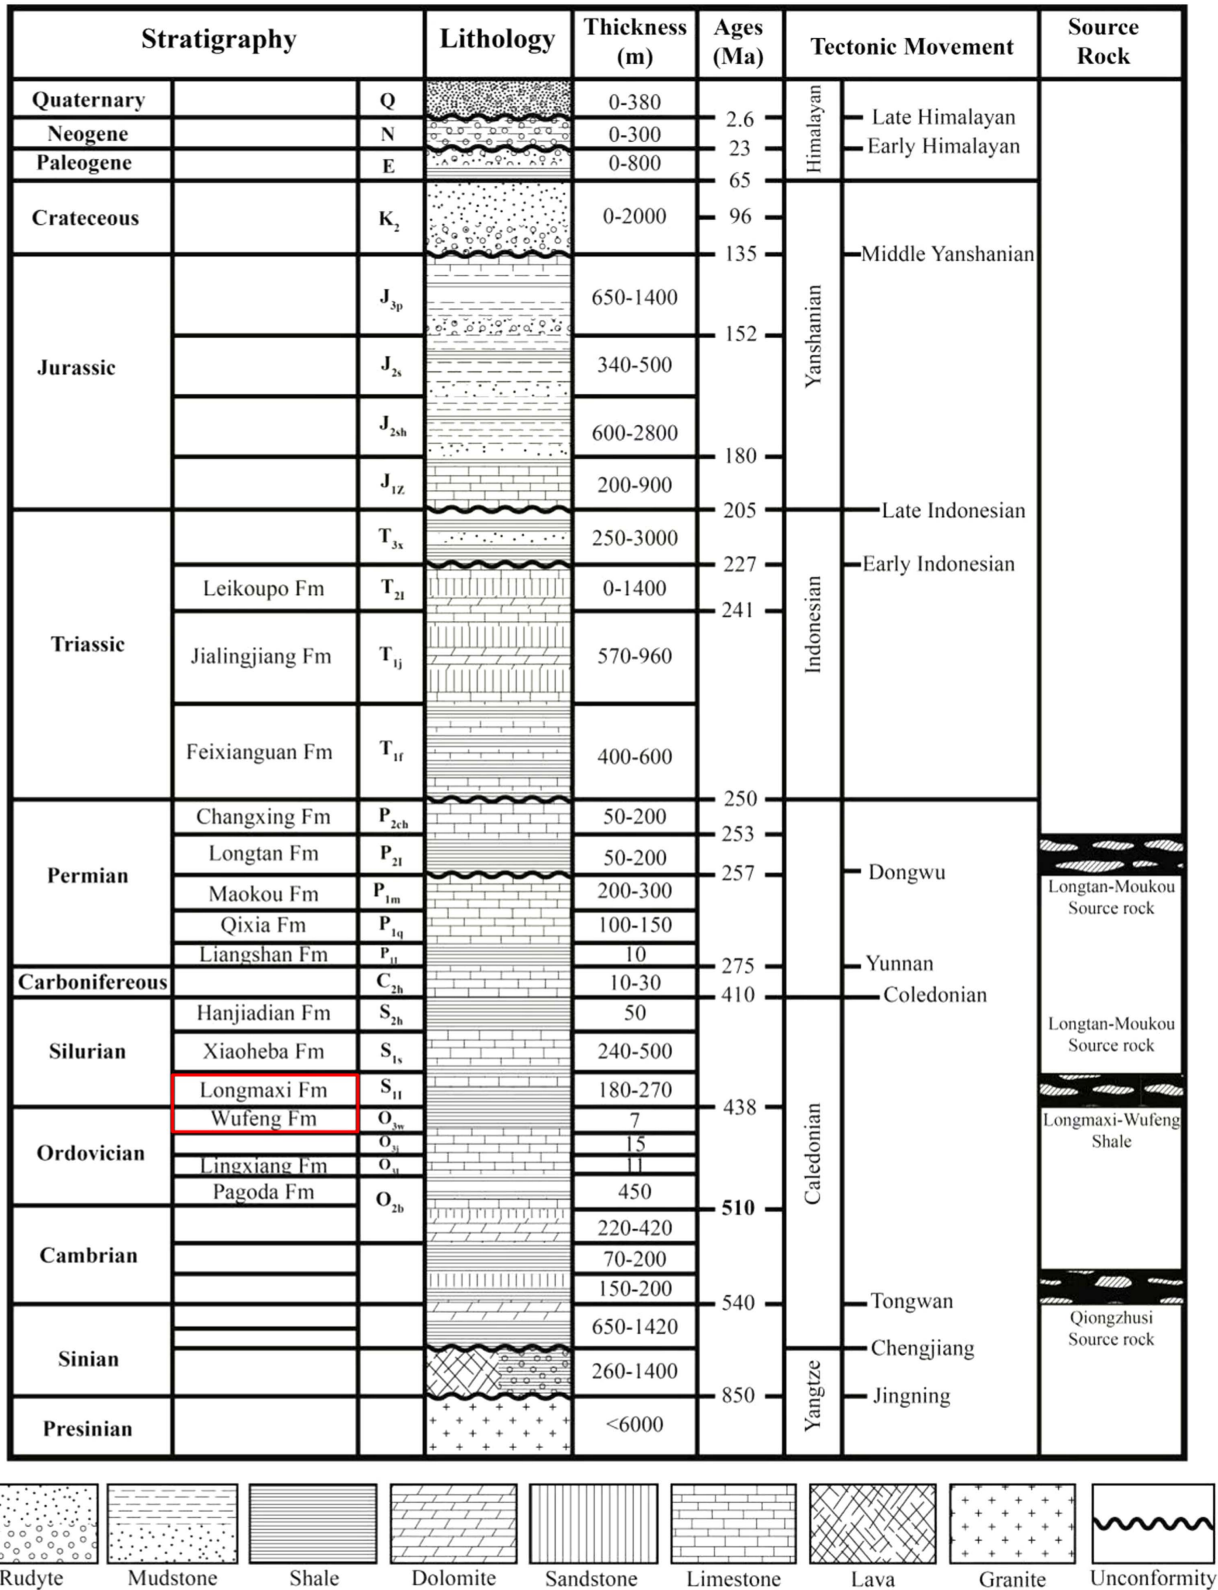 Stratigraphy Lithology Thickness (m) Ages (Ma) Tectonic Movement Source Rock
Quaternary Q 0-380
2.6 Late Himalayan
Neogene N 0-300
23 Early Himalayan
Paleogene E 0-800
Himalayan
65
Crateceous K2 0-2000 96
135 Middle Yanshanian
Jurassic
J3p 650-1400
152
J2s 340-500
Yanshanian
J2sh 600-2800
180
J1Z 200-900
205 Late Indonesian
Triassic
T3x 250-3000
227 Early Indonesian
Leikoupo Fm T2l 0-1400
241
Indonesian
Jialingjiang Fm T1j 570-960
Feixianguan Fm T1f 400-600
250
Permian
Changxing Fm P2ch 50-200
253
Longtan Fm P2l 50-200
257 Dongwu
Longtan-Moukou
Source rock
Maokou Fm P1m 200-300
Qixia Fm P1q 100-150
Liangshan Fm P1l 10
275 Yunnan
Carbonifereous C2h 10-30
410 Coledonian
Silurian
Hanjiadian Fm S2h 50
Longtan-Moukou
Source rock
Xiaoheba Fm S1s 240-500
Longmaxi Fm S1l 180-270
438
Longmaxi-Wufeng
Shale
Wufeng Fm O3w 7
Ordovician
O3j 15
Lingxiang Fm 11
Pagoda Fm O2b 450
Caledonian
510
Cambrian
220-420
70-200
150-200
540 Tongwan
Qiongzhusi
Source rock
Sinian
650-1420
Chengjiang
260-1400
850 Jingning
Yangtze
Presinian <6000
Rudyte Mudstone Shale Dolomite Sandstone Limestone Lava Granite Unconformity